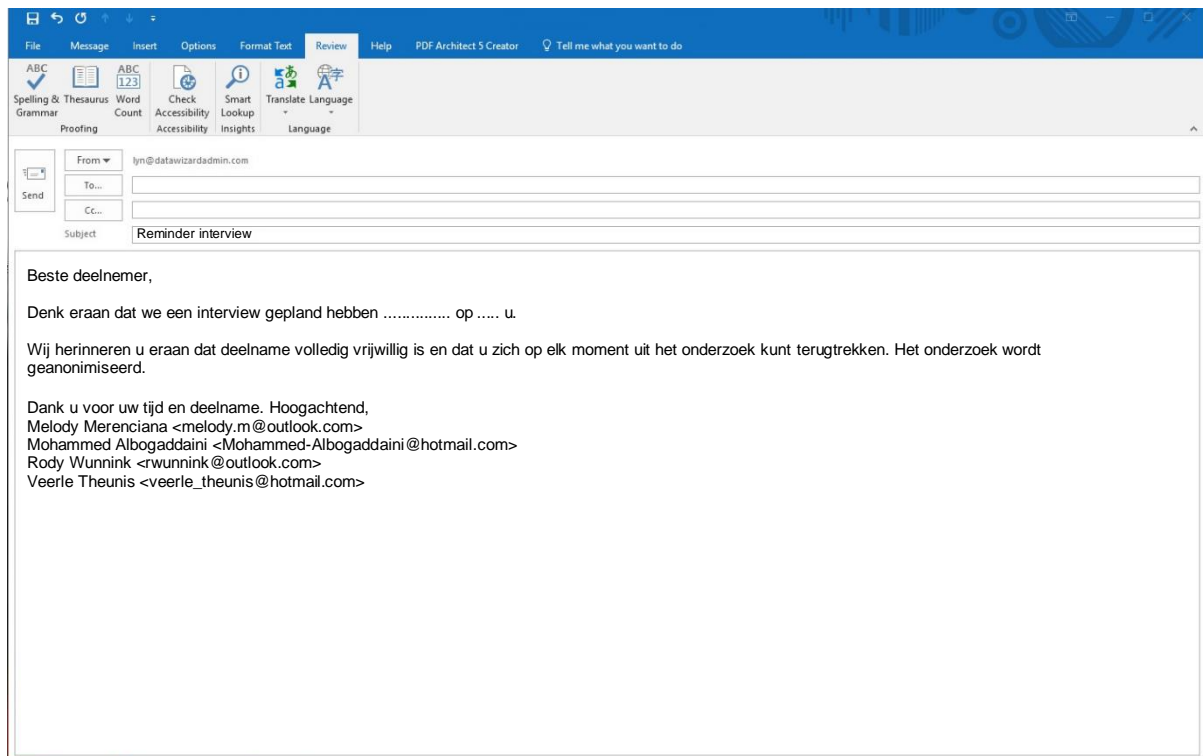 File Message Insert Options Format Text Review Help PDF Architect 5 Creator Tell me what you want to do
ABC ABC
123
Spelling & Thesaurus Word Check Smart Translate Language
Grammar Count Accessibility Lookup
Proofing Accessibility Insights Language
From lyn@datawizardadmin.com
To...
Send
Cc...
Subject Reminder interview
Beste deelnemer,
Denk eraan dat we een interview gepland hebben ............... op ..... u.
Wij herinneren u eraan dat deelname volledig vrijwillig is en dat u zich op elk moment uit het onderzoek kunt terugtrekken. Het onderzoek wordt
geanonimiseerd.
Dank u voor uw tijd en deelname. Hoogachtend,
Melody Merenciana <melody.m@outlook.com>
Mohammed Albogaddaini <Mohammed-Albogaddaini@hotmail.com>
Rody Wunnink <rwunnink@outlook.com>
Veerle Theunis <veerle_theunis@hotmail.com>